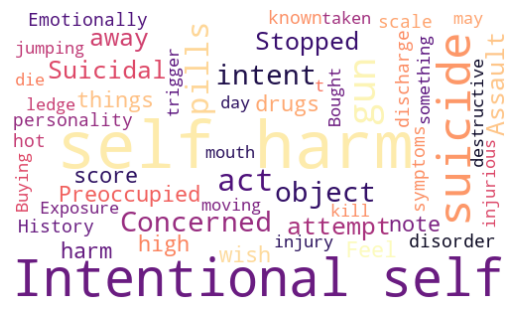 Emotionally
known
taken
scale
may
jumping
away
Stopped
Suicidal
trigger
pills
intent
gun
discharge
something
suicide
destructive
Assault
die
ledge
things
day
drugs
t
Bought
personality
self harm
hot
Buying
score
mouth
act
object
symptoms
injurious
Preoccupied
Exposure
moving
kill
History
Concerned
attempt
note
harm
high
wish
injury
Feel
disorder
Intentional self